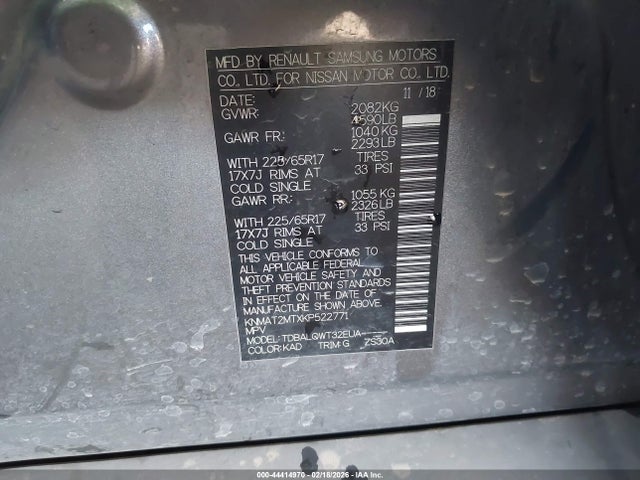 MFD BY RENAULT SAMSUNG MOTORS
CO., LTD. FOR NISSAN MOTOR CO., LTD.
DATE: 11 / 18
GVWR: 2082KG
4590LB
GAWR FR.: 1040KG
2293LB
WITH 225/65R17 TIRES
17X7J RIMS AT 33 PSI
COLD SINGLE
GAWR RR.: 1055 KG
2326LB
WITH 225/65R17 TIRES
17X7J RIMS AT 33 PSI
COLD SINGLE
THIS VEHICLE CONFORMS TO
ALL APPLICABLE FEDERAL
MOTOR VEHICLE SAFETY AND
THEFT PREVENTION STANDARDS
IN EFFECT ON THE DATE OF
MANUFACTURE SHOWN ABOVE.
KNMAT2MTXKP522771
MPV
MODEL: TDBALQWT32EUA
COLOR: KAD TRIM: G ZS30A
000-44414970 | 02/18/2026 | IAA Inc.